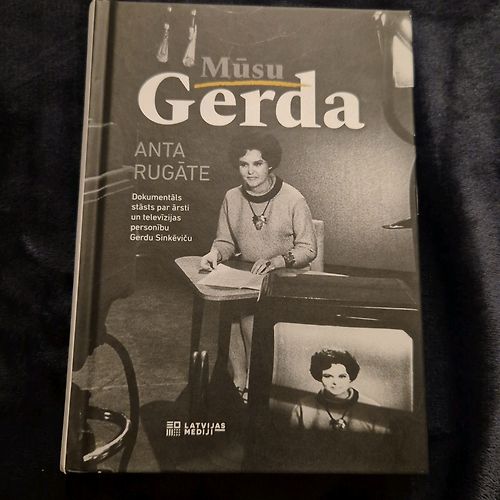 Mūsu
Gerda
ANTA
RUGĀTE
Dokumentāls
stāsts par ārsti
un televīzijas
personību
Gerdu Sinkēviču
LATVIJAS
MEDIJI